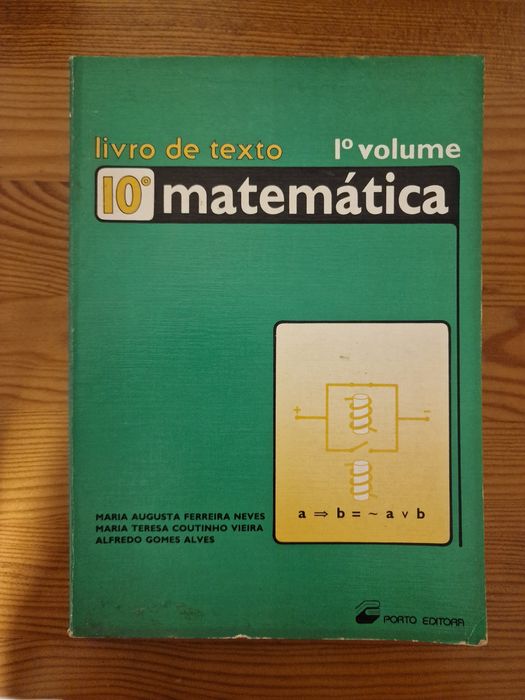 livro de texto 1º volume
10º matemática
+ -
a ⇒ b = ~ a ∨ b
MARIA AUGUSTA FERREIRA NEVES
MARIA TERESA COUTINHO VIEIRA
ALFREDO GOMES ALVES
PORTO EDITORA